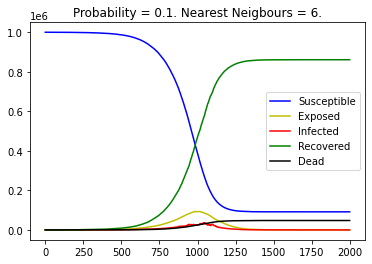 Probability = 0.1. Nearest Neigbours = 6.
1e6
1.0
0.8
0.6
0.4
0.2
0.0
Susceptible
Exposed
Infected
Recovered
Dead
0 250 500 750 1000 1250 1500 1750 2000